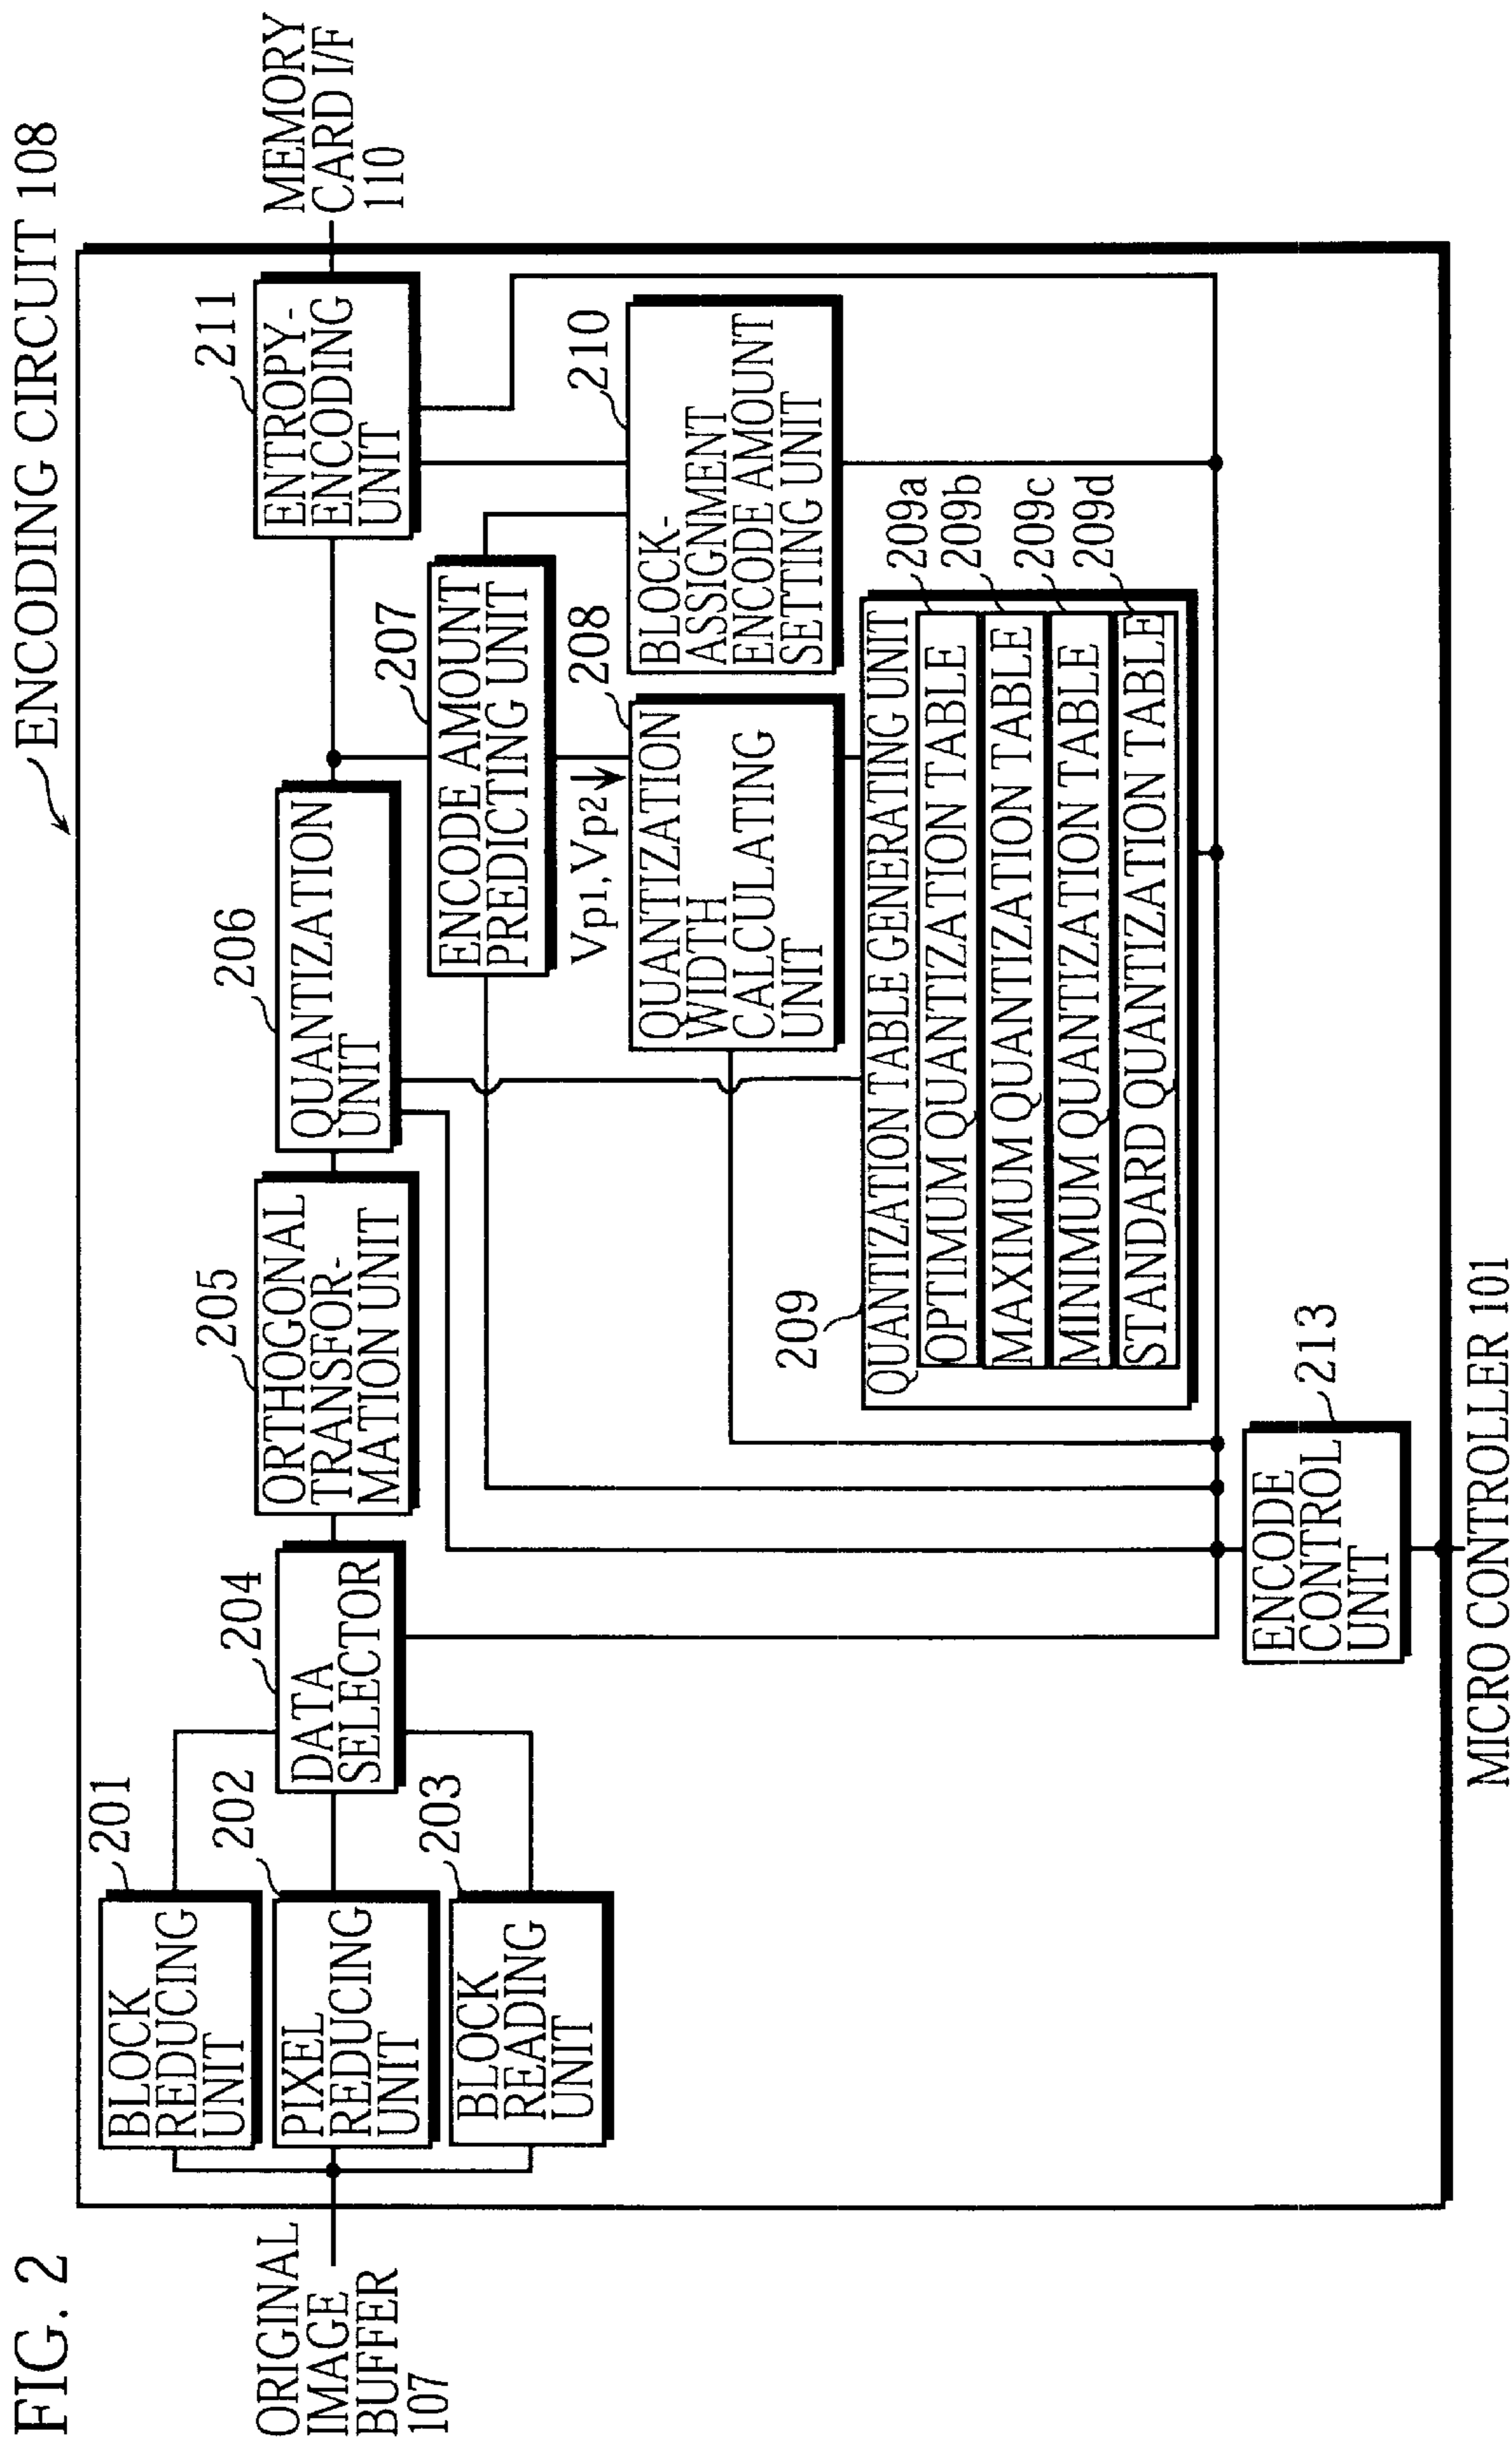 FIG. 2
ENCODING CIRCUIT 108
ORIGINAL
IMAGE
BUFFER
107
201
BLOCK
REDUCING
UNIT
202
PIXEL
REDUCING
UNIT
203
BLOCK
READING
UNIT
204
DATA
SELECTOR
205
ORTHOGONAL
TRANSFOR-
MATION UNIT
206
QUANTIZATION
UNIT
211
ENTROPY-
ENCODING
UNIT
MEMORY
CARD I/F
110
207
ENCODE AMOUNT
PREDICTING UNIT
Vp1,Vp2
208
QUANTIZATION
WIDTH
CALCULATING
UNIT
210
BLOCK-
ASSIGNMENT
ENCODE AMOUNT
SETTING UNIT
209
QUANTIZATION TABLE GENERATING UNIT
OPTIMUM QUANTIZATION TABLE
209a
MAXIMUM QUANTIZATION TABLE
209b
MINIMUM QUANTIZATION TABLE
209c
STANDARD QUANTIZATION TABLE
209d
213
ENCODE
CONTROL
UNIT
MICRO CONTROLLER 101